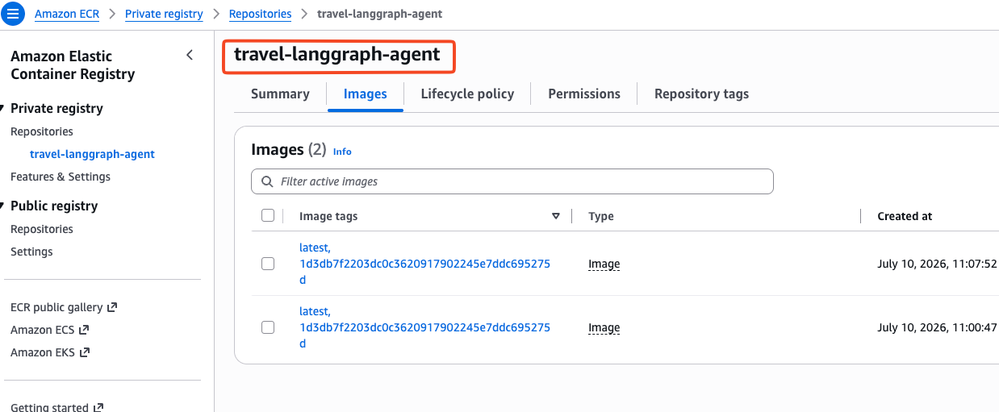 Amazon ECR > Private registry > Repositories > travel-langgraph-agent
Amazon Elastic
Container Registry
Private registry
Repositories
travel-langgraph-agent
Features & Settings
Public registry
Repositories
Settings
ECR public gallery
Amazon ECS
Amazon EKS
Getting started
travel-langgraph-agent
Summary Images Lifecycle policy Permissions Repository tags
Images (2) Info
Filter active images
Image tags Type Created at
latest,
1d3db7f2203dc0c3620917902245e7ddc695275 Image July 10, 2026, 11:07:52
d
latest,
1d3db7f2203dc0c3620917902245e7ddc695275 Image July 10, 2026, 11:00:47
d